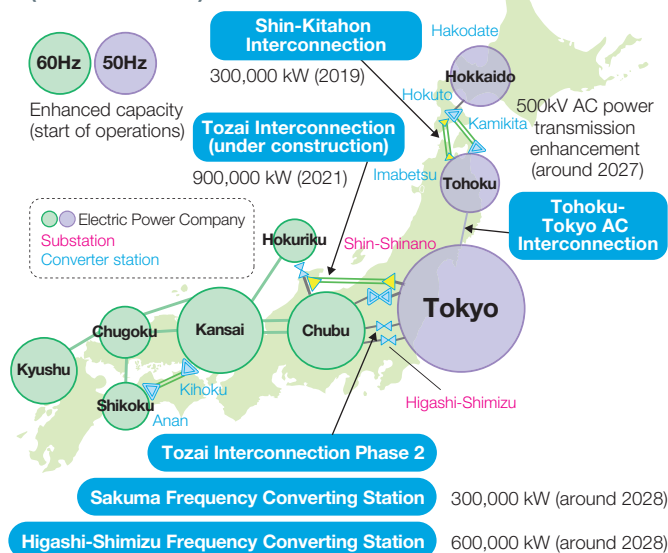 Shin-Kitahon
Interconnection
300,000 kW (2019)
Hakodate
Hokkaido
60Hz
50Hz
Enhanced capacity
(start of operations)
Hokuto
Kamikita
500kV AC power
transmission
enhancement
(around 2027)
Tozai Interconnection
(under construction)
900,000 kW (2021)
Imabetsu
Tohoku
Tohoku-
Tokyo AC
Interconnection
Electric Power Company
Substation
Converter station
Hokuriku
Shin-Shinano
Tokyo
Kansai
Chubu
Chugoku
Kyushu
Shikoku
Kihoku
Anan
Higashi-Shimizu
Tozai Interconnection Phase 2
Sakuma Frequency Converting Station 300,000 kW (around 2028)
Higashi-Shimizu Frequency Converting Station 600,000 kW (around 2028)